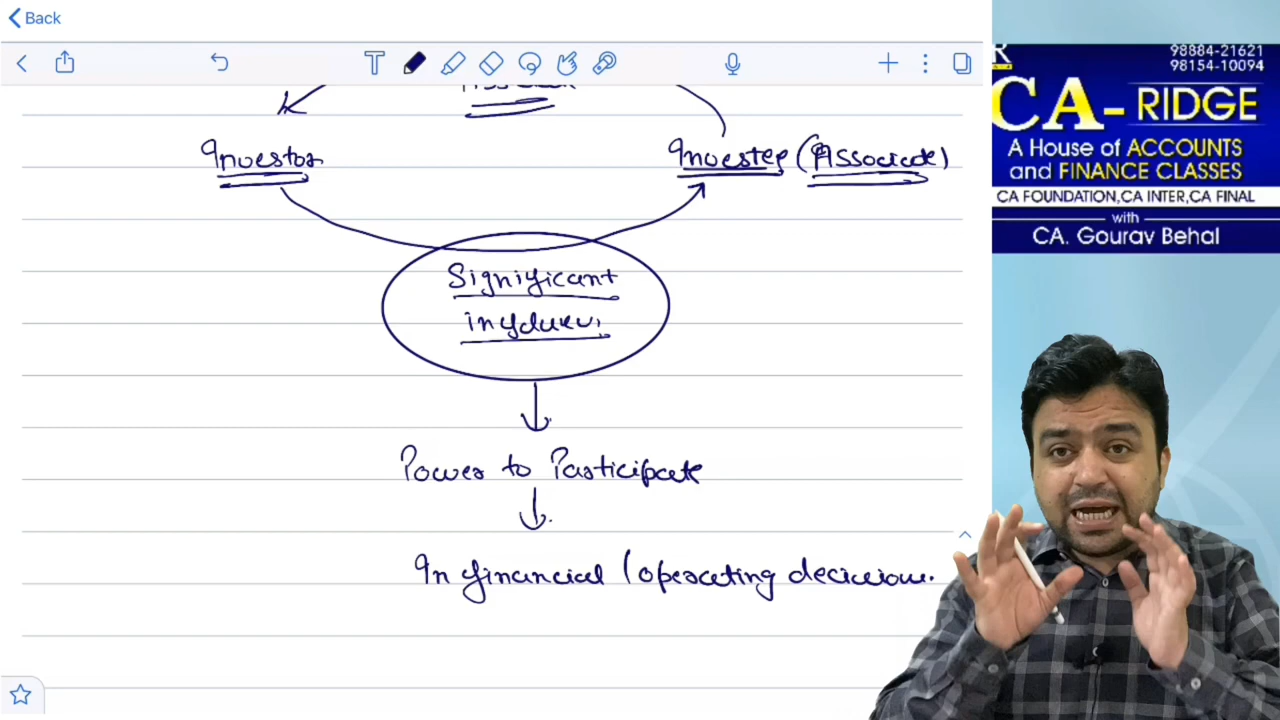 Back
98884-21621
98154-10094
R
CA- RIDGE
A House of ACCOUNTS
and FINANCE CLASSES
CA FOUNDATION,CA INTER,CA FINAL
with
CA. Gourav Behal
T
Investor
Investee (Associate)
Significant
influence
Power to Participate
In financial / operating decisions.